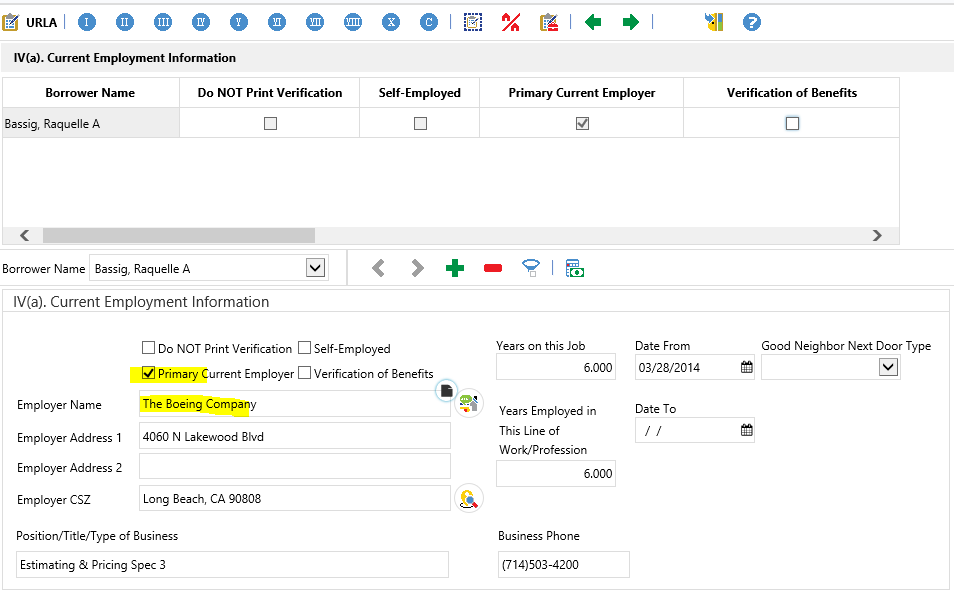 URLA I II III IV V VI VII VIII X C ?
IV(a). Current Employment Information
Borrower Name Do NOT Print Verification Self-Employed Primary Current Employer Verification of Benefits
Bassig, Raquelle A
Borrower Name Bassig, Raquelle A
IV(a). Current Employment Information
Do NOT Print Verification Self-Employed
Primary Current Employer Verification of Benefits
Years on this Job Date From Good Neighbor Next Door Type
6.000 03/28/2014
Employer Name The Boeing Company
Years Employed in
This Line of
Work/Profession
Date To
/ /
6.000
Employer Address 1 4060 N Lakewood Blvd
Employer Address 2
Employer CSZ Long Beach, CA 90808
Position/Title/Type of Business Business Phone
Estimating & Pricing Spec 3 (714)503-4200